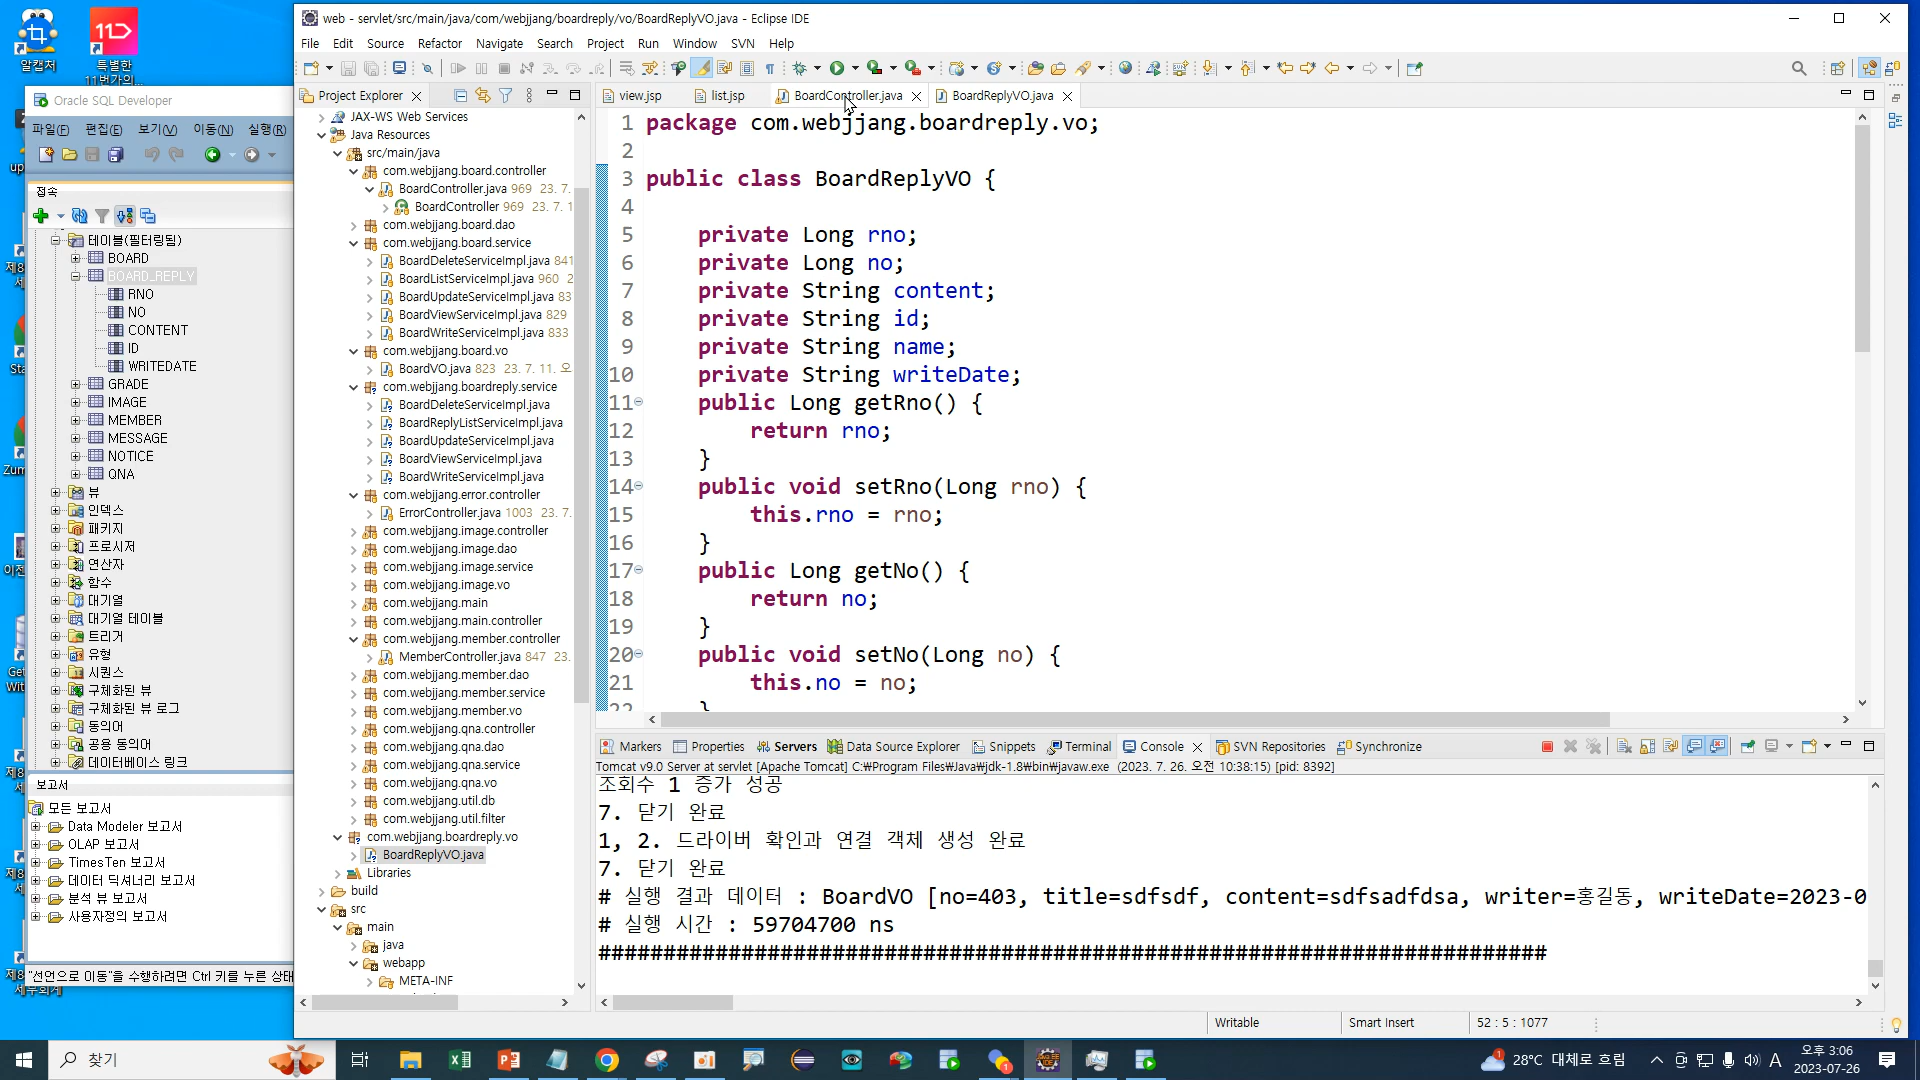 알캡처
특별한
11번가의...
Oracle SQL Developer
파일(F) 편집(E) 보기(V) 이동(N) 실행(R)
접속
테이블(필터링됨)
BOARD
BOARD_REPLY
RNO
NO
CONTENT
ID
WRITEDATE
GRADE
IMAGE
MEMBER
MESSAGE
NOTICE
QNA
뷰
인덱스
패키지
프로시저
연산자
함수
대기열
대기열 테이블
트리거
유형
시퀀스
구체화된 뷰
구체화된 뷰 로그
동의어
공용 동의어
데이터베이스 링크
보고서
모든 보고서
Data Modeler 보고서
OLAP 보고서
TimesTen 보고서
데이터 딕셔너리 보고서
분석 뷰 보고서
사용자정의 보고서
"선언으로 이동"을 수행하려면 Ctrl 키를 누른 상태
web - servlet/src/main/java/com/webjjang/boardreply/vo/BoardReplyVO.java - Eclipse IDE
File Edit Source Refactor Navigate Search Project Run Window SVN Help
Project Explorer
JAX-WS Web Services
Java Resources
src/main/java
com.webjjang.board.controller
BoardController.java 969 23. 7.
BoardController 969 23. 7. 1
com.webjjang.board.dao
com.webjjang.board.service
BoardDeleteServiceImpl.java 841
BoardListServiceImpl.java 960 2
BoardUpdateServiceImpl.java 83
BoardViewServiceImpl.java 829
BoardWriteServiceImpl.java 833
com.webjjang.board.vo
BoardVO.java 823 23. 7. 11. 오
com.webjjang.boardreply.service
BoardDeleteServiceImpl.java
BoardReplyListServiceImpl.java
BoardUpdateServiceImpl.java
BoardViewServiceImpl.java
BoardWriteServiceImpl.java
com.webjjang.error.controller
ErrorController.java 1003 23. 7.
com.webjjang.image.controller
com.webjjang.image.dao
com.webjjang.image.service
com.webjjang.image.vo
com.webjjang.main
com.webjjang.main.controller
com.webjjang.member.controller
MemberController.java 847 23.
com.webjjang.member.dao
com.webjjang.member.service
com.webjjang.member.vo
com.webjjang.qna.controller
com.webjjang.qna.dao
com.webjjang.qna.service
com.webjjang.qna.vo
com.webjjang.util.db
com.webjjang.util.filter
com.webjjang.boardreply.vo
BoardReplyVO.java
Libraries
build
src
main
java
webapp
META-INF
view.jsp list.jsp BoardController.java BoardReplyVO.java
1 package com.webjjang.boardreply.vo;
2
3 public class BoardReplyVO {
4
5 private Long rno;
6 private Long no;
7 private String content;
8 private String id;
9 private String name;
10 private String writeDate;
11 public Long getRno() {
12 return rno;
13 }
14 public void setRno(Long rno) {
15 this.rno = rno;
16 }
17 public Long getNo() {
18 return no;
19 }
20 public void setNo(Long no) {
21 this.no = no;
22 }
Markers Properties Servers Data Source Explorer Snippets Terminal Console SVN Repositories Synchronize
Tomcat v9.0 Server at servlet [Apache Tomcat] C:₩Program Files₩Java₩jdk-1.8₩bin₩javaw.exe (2023. 7. 26. 오전 10:38:15) [pid: 8392]
조회수 1 증가 성공
7. 닫기 완료
1, 2. 드라이버 확인과 연결 객체 생성 완료
7. 닫기 완료
# 실행 결과 데이터 : BoardVO [no=403, title=sdfsdf, content=sdfsadfdsa, writer=홍길동, writeDate=2023-0
# 실행 시간 : 59704700 ns
#########################################################################
Writable Smart Insert 52 : 5 : 1077
찾기
28°C 대체로 흐림
A
오후 3:06
2023-07-26